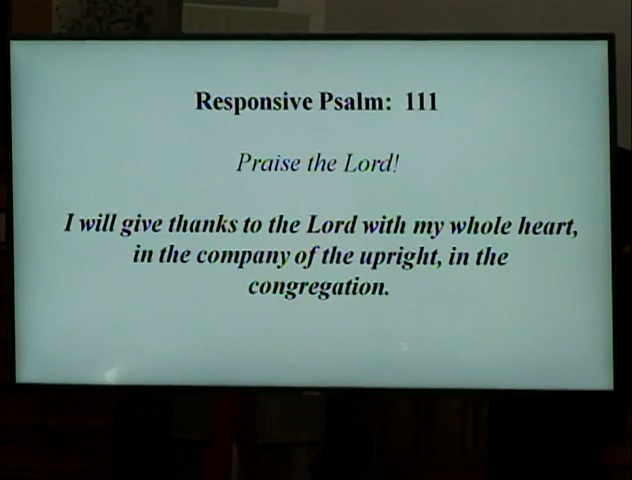 Responsive Psalm: 111
Praise the Lord!
I will give thanks to the Lord with my whole heart,
in the company of the upright, in the
congregation.